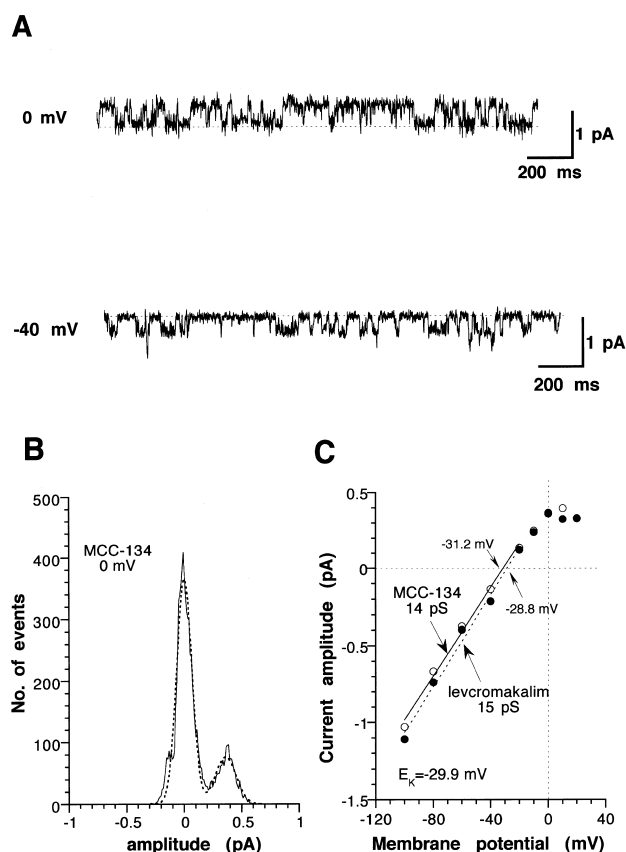 A
0 mV
1 pA
200 ms
-40 mV
1 pA
200 ms
B
500
400
300
200
100
0
-1
-0.5
0
0.5
1
No. of events
amplitude (pA)
MCC-134
0 mV
C
0.5
0
-0.5
-1
-1.5
-120
-80
-40
0
40
Current amplitude (pA)
Membrane potential (mV)
-31.2 mV
MCC-134
14 pS
-28.8 mV
levcromakalim
15 pS
EK=-29.9 mV